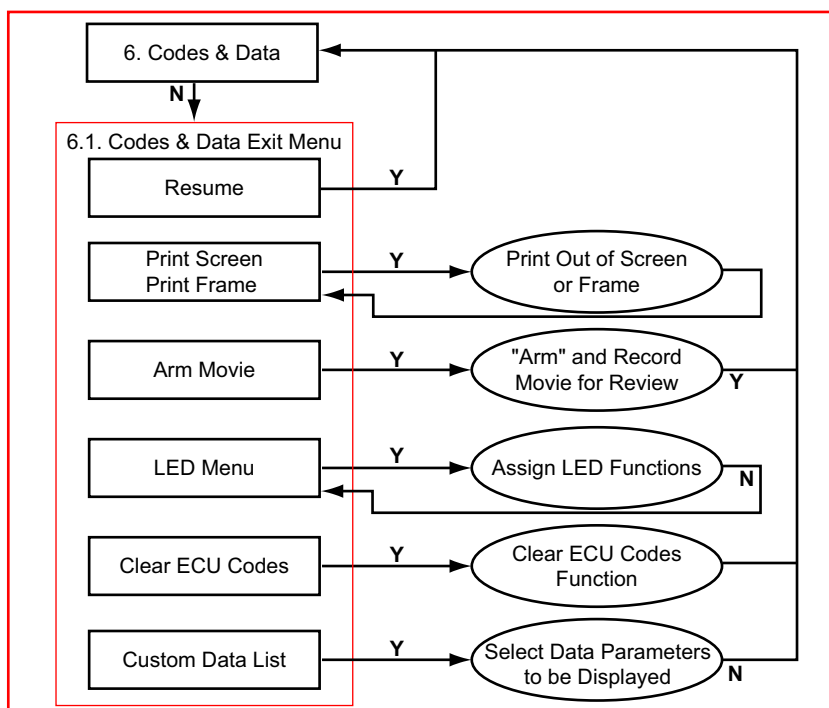 6. Codes & Data
N
6.1. Codes & Data Exit Menu
Resume
Y
Print Screen
Print Frame
Y
Print Out of Screen
or Frame
Arm Movie
Y
"Arm" and Record
Movie for Review
Y
LED Menu
Y
Assign LED Functions
N
Clear ECU Codes
Y
Clear ECU Codes
Function
Custom Data List
Y
Select Data Parameters
to be Displayed
N